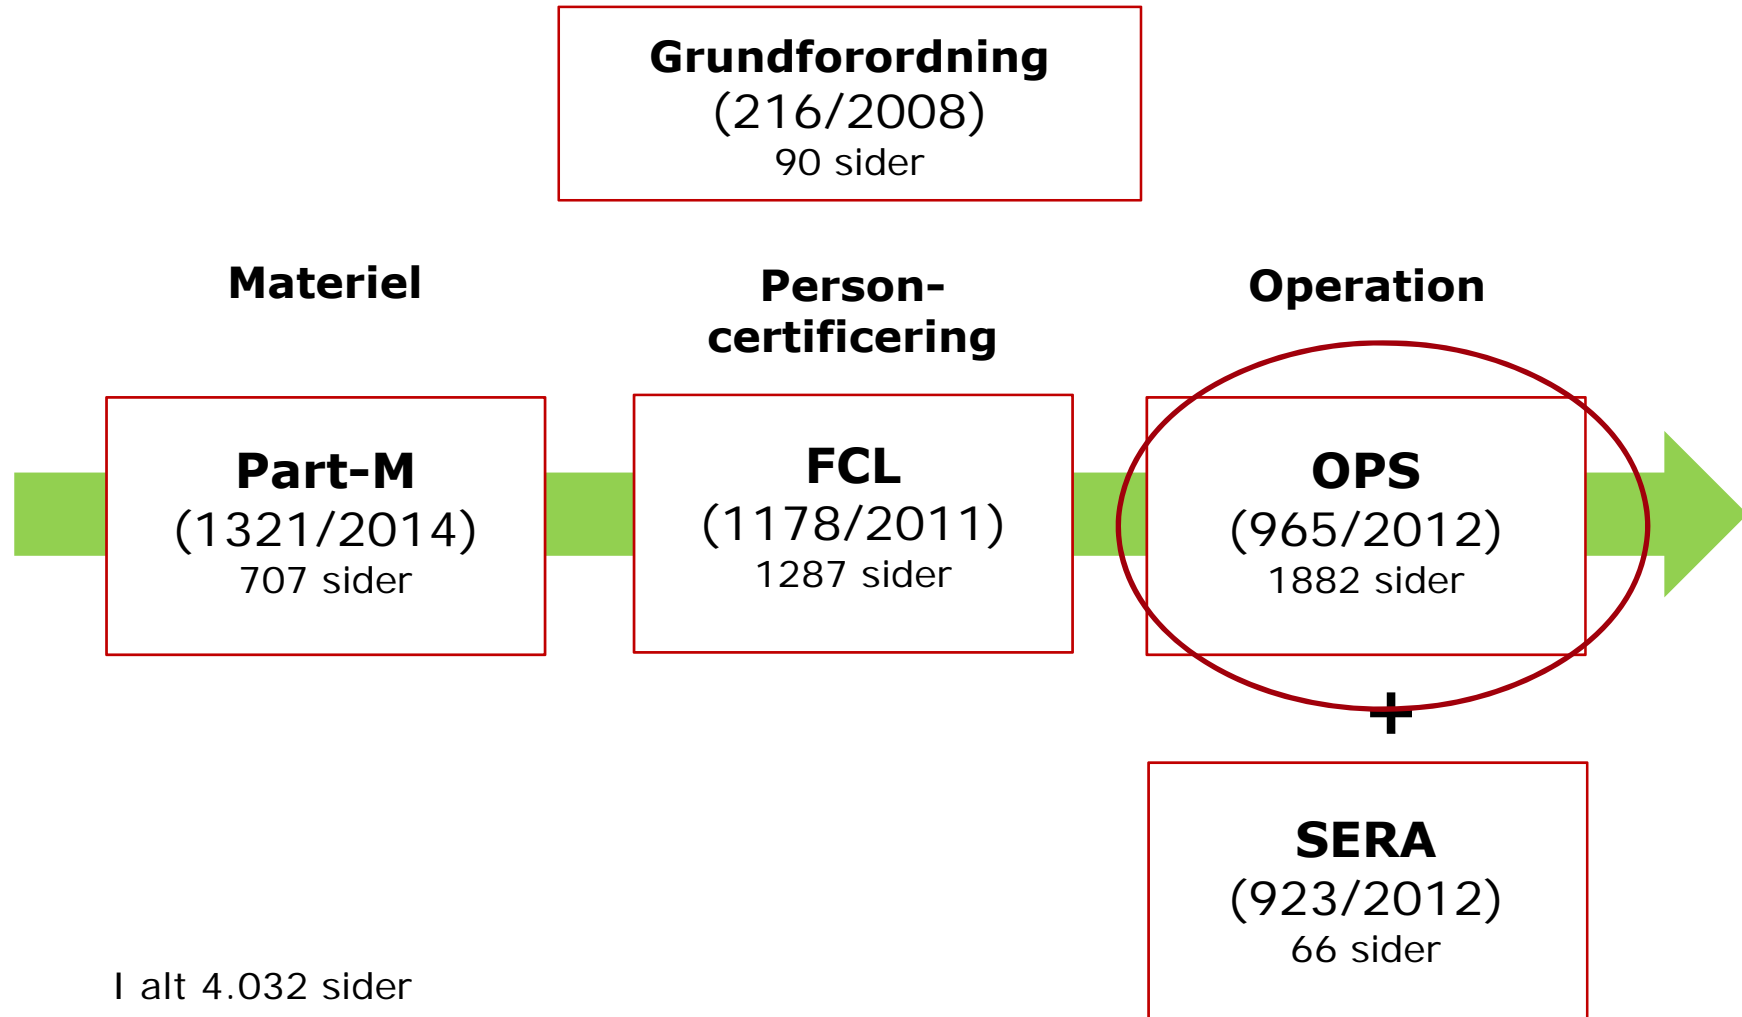 Grundforordning
(216/2008)
90 sider
Materiel
Person-
certificering
Operation
Part-M
(1321/2014)
707 sider
FCL
(1178/2011)
1287 sider
OPS
(965/2012)
1882 sider
+
SERA
(923/2012)
66 sider
I alt 4.032 sider